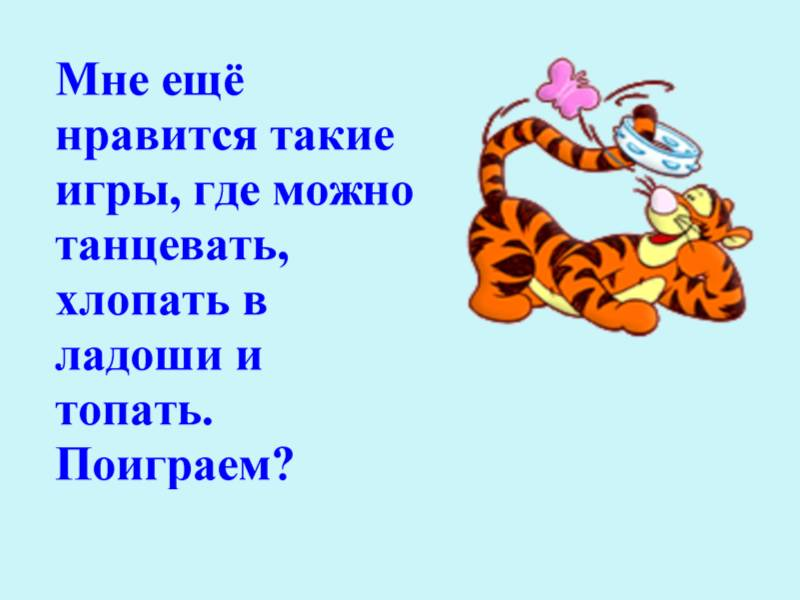 Мне ещё
нравится такие
игры, где можно
танцевать,
хлопать в
ладоши и
топать.
Поиграем?